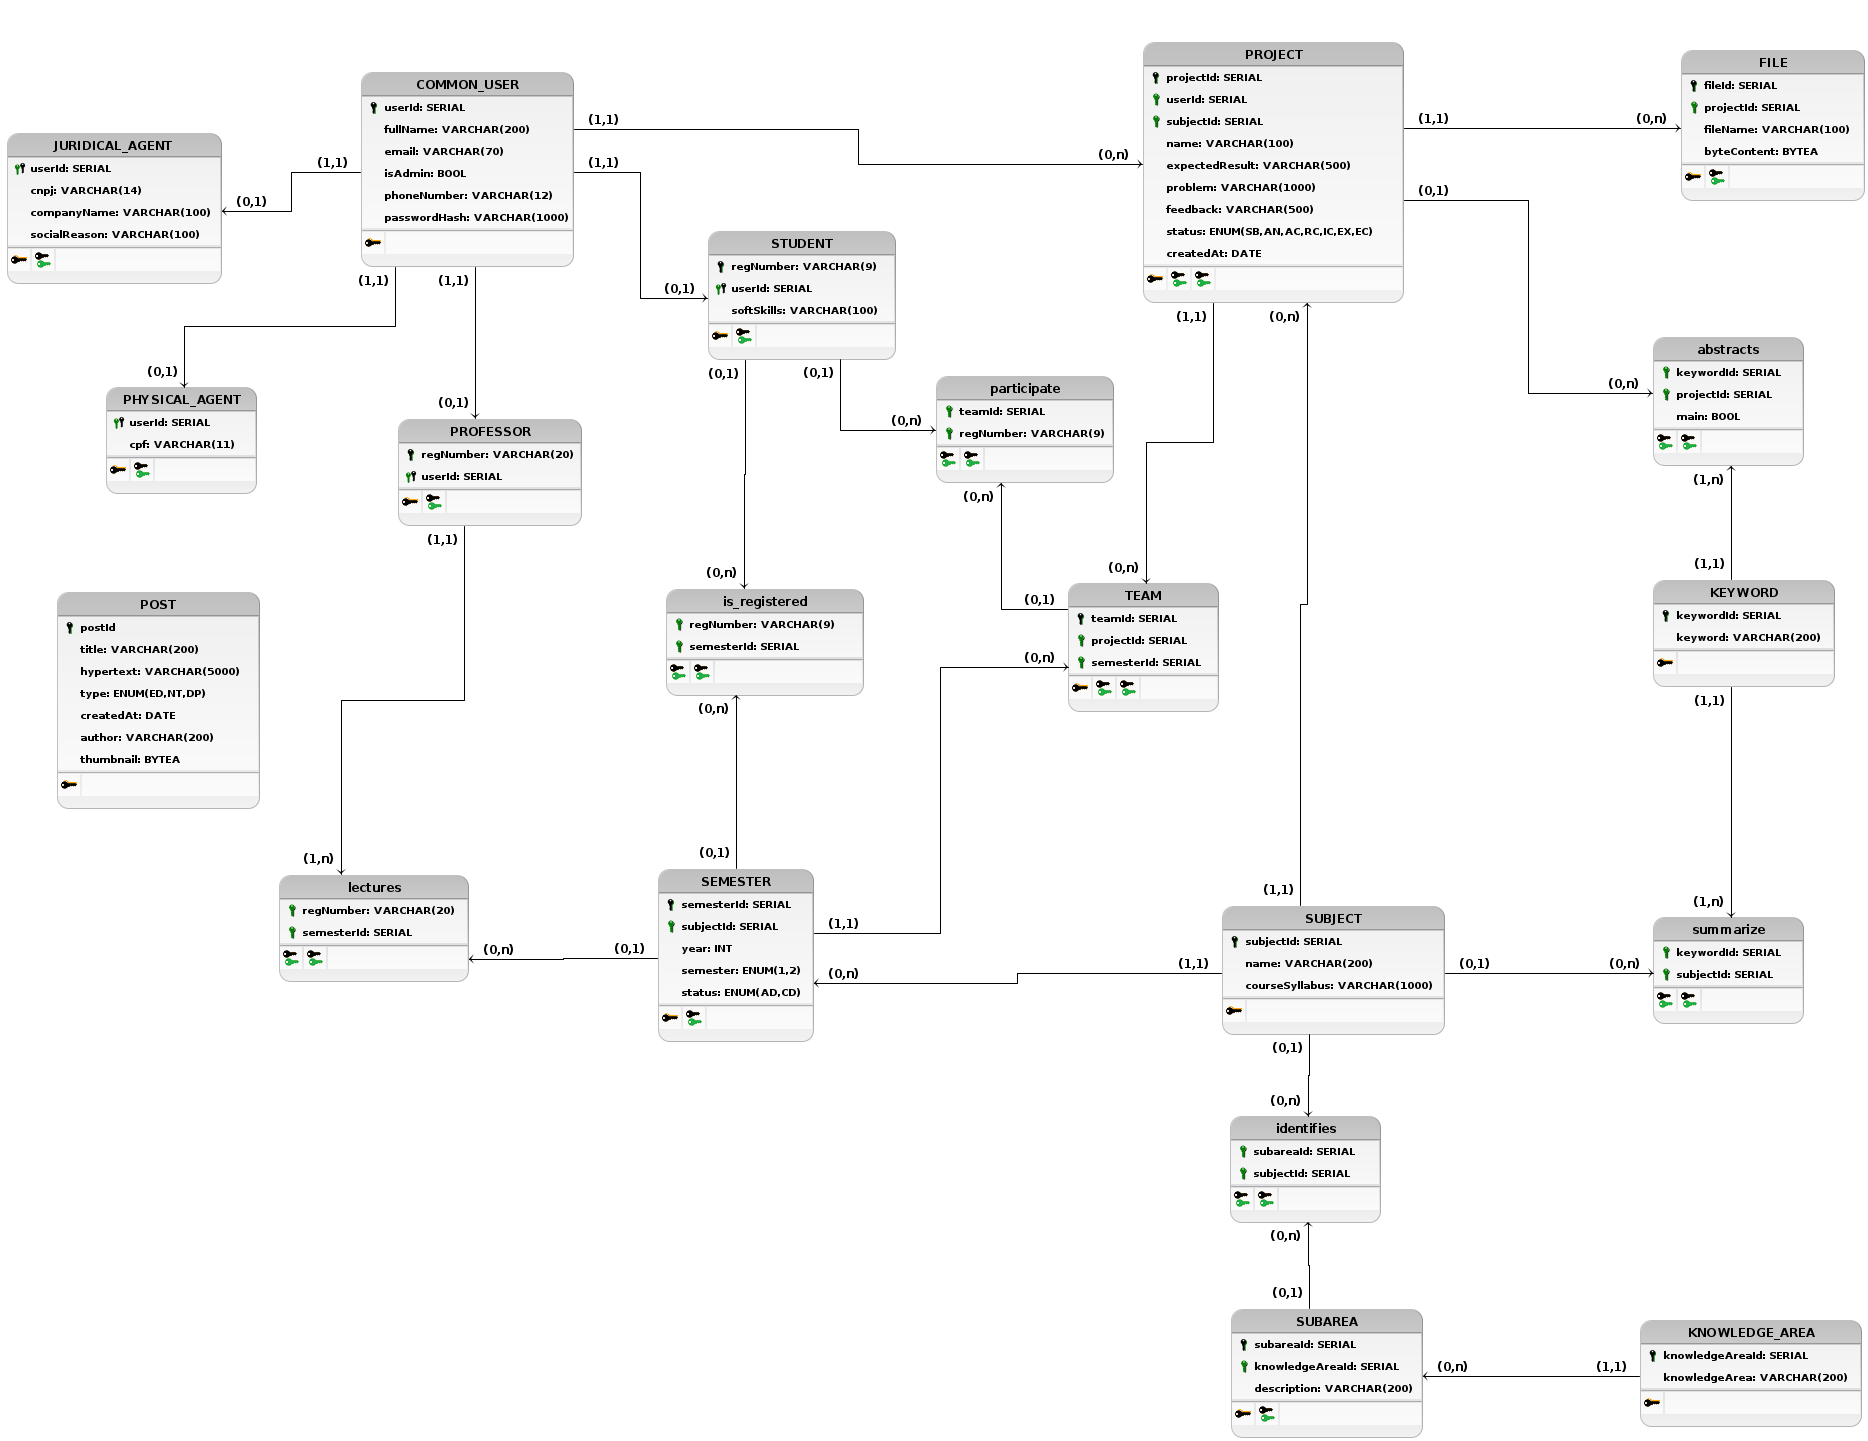 PROJECT
projectId: SERIAL
userId: SERIAL
subjectId: SERIAL
name: VARCHAR(100)
expectedResult: VARCHAR(500)
problem: VARCHAR(1000)
feedback: VARCHAR(500)
status: ENUM(SB,AN,AC,RC,IC,EX,EC)
createdAt: DATE
(1,1)
(0,n)
(0,1)
(0,n)
(1,1)
(0,n)
FILE
fileId: SERIAL
projectId: SERIAL
fileName: VARCHAR(100)
byteContent: BYTEA
COMMON_USER
userId: SERIAL
fullName: VARCHAR(200)
email: VARCHAR(70)
isAdmin: BOOL
phoneNumber: VARCHAR(12)
passwordHash: VARCHAR(1000)
(1,1)
(0,n)
(1,1)
(0,1)
(1,1)
(0,1)
(1,1)
(1,1)
(0,1)
(0,1)
JURIDICAL_AGENT
userId: SERIAL
cnpj: VARCHAR(14)
companyName: VARCHAR(100)
socialReason: VARCHAR(100)
STUDENT
regNumber: VARCHAR(9)
userId: SERIAL
softSkills: VARCHAR(100)
(0,1)
(0,1)
(0,n)
(0,n)
abstracts
keywordId: SERIAL
projectId: SERIAL
main: BOOL
(1,n)
(1,1)
participate
teamId: SERIAL
regNumber: VARCHAR(9)
(0,n)
(0,1)
PHYSICAL_AGENT
userId: SERIAL
cpf: VARCHAR(11)
PROFESSOR
regNumber: VARCHAR(20)
userId: SERIAL
(1,1)
(1,n)
KEYWORD
keywordId: SERIAL
keyword: VARCHAR(200)
(1,1)
(1,n)
TEAM
teamId: SERIAL
projectId: SERIAL
semesterId: SERIAL
(0,n)
(0,n)
is_registered
regNumber: VARCHAR(9)
semesterId: SERIAL
(0,n)
(0,1)
POST
postId
title: VARCHAR(200)
hypertext: VARCHAR(5000)
type: ENUM(ED,NT,DP)
createdAt: DATE
author: VARCHAR(200)
thumbnail: BYTEA
lectures
regNumber: VARCHAR(20)
semesterId: SERIAL
(0,n)
(0,1)
SEMESTER
semesterId: SERIAL
subjectId: SERIAL
year: INT
semester: ENUM(1,2)
status: ENUM(AD,CD)
(1,1)
(0,n)
(1,1)
(1,1)
SUBJECT
subjectId: SERIAL
name: VARCHAR(200)
courseSyllabus: VARCHAR(1000)
(0,1)
(0,n)
summarize
keywordId: SERIAL
subjectId: SERIAL
(0,1)
(0,n)
identifies
subareaId: SERIAL
subjectId: SERIAL
(0,n)
(0,1)
SUBAREA
subareaId: SERIAL
knowledgeAreaId: SERIAL
description: VARCHAR(200)
(0,n)
(1,1)
KNOWLEDGE_AREA
knowledgeAreaId: SERIAL
knowledgeArea: VARCHAR(200)